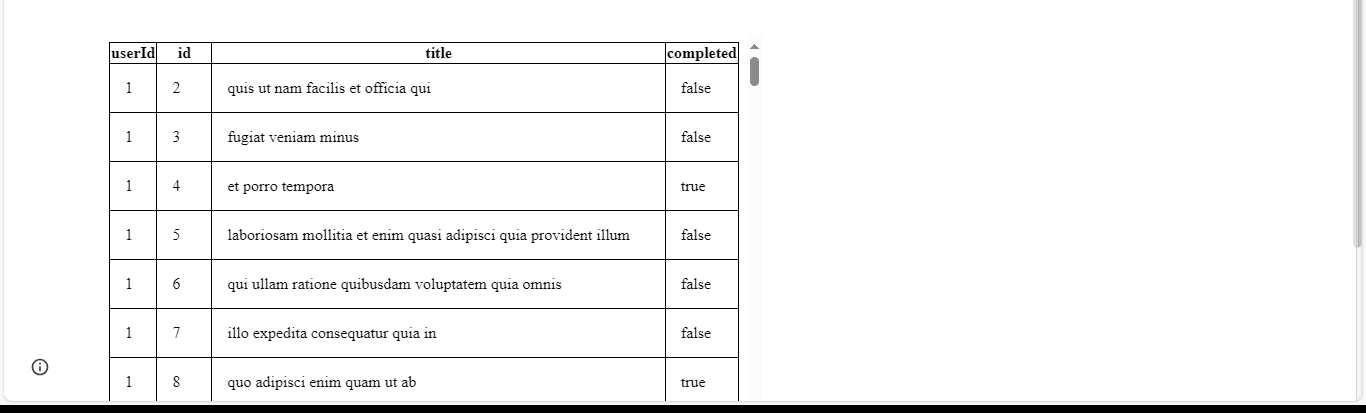 userId id title completed
1 2 quis ut nam facilis et officia qui false
1 3 fugiat veniam minus false
1 4 et porro tempora true
1 5 laboriosam mollitia et enim quasi adipisci quia provident illum false
1 6 qui ullam ratione quibusdam voluptatem quia omnis false
1 7 illo expedita consequatur quia in false
1 8 quo adipisci enim quam ut ab true